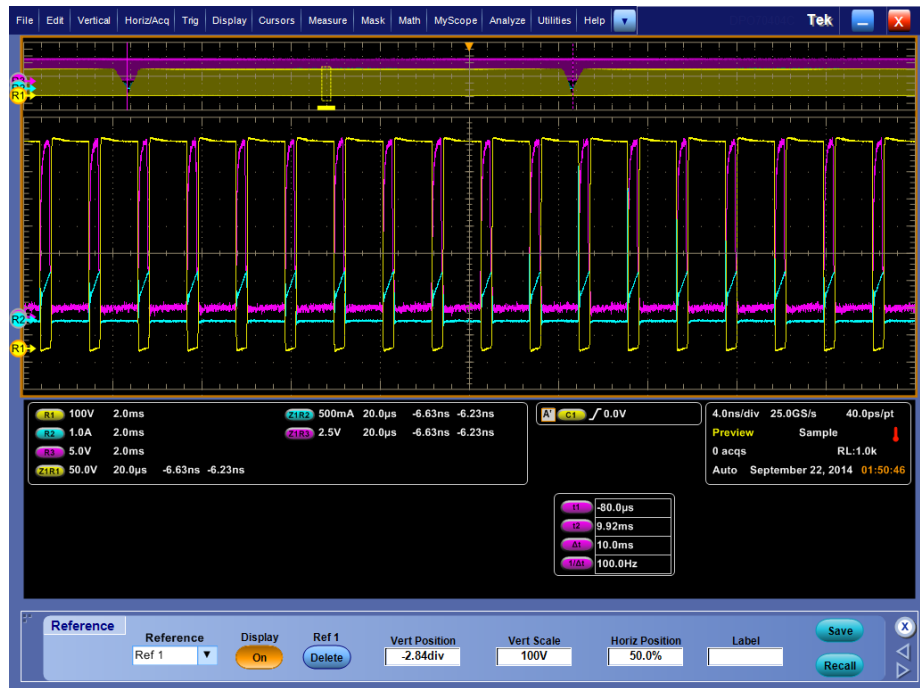 File Edit Vertical Horiz/Acq Trig Display Cursors Measure Mask Math MyScope Analyze Utilities Help Tek X
R1
R2
R1
R1 100V 2.0ms
R2 1.0A 2.0ms
R3 5.0V 2.0ms
Z1R1 50.0V 20.0µs -6.63ns -6.23ns
Z1R2 500mA 20.0µs -6.63ns -6.23ns
Z1R3 2.5V 20.0µs -6.63ns -6.23ns
A' C1 0.0V
4.0ns/div 25.0GS/s 40.0ps/pt
Preview Sample
0 acqs RL:1.0k
Auto September 22, 2014 01:50:46
t1 -80.0µs
t2 9.92ms
Δt 10.0ms
1/Δt 100.0Hz
Reference
Reference Display Ref 1 Vert Position Vert Scale Horiz Position Label
Ref 1 On Delete -2.84div 100V 50.0%
Save
Recall
X